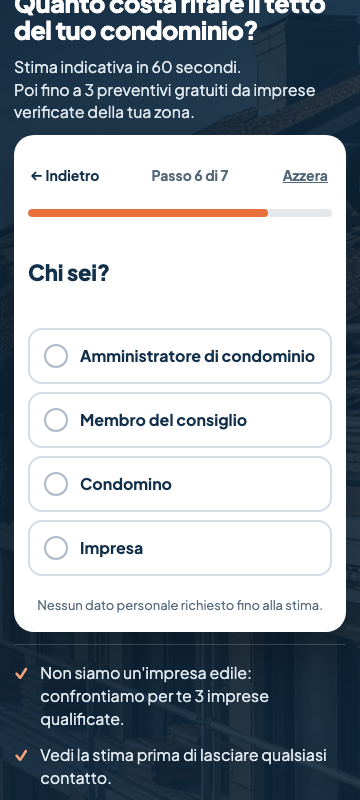 Quanto costa rifare il tetto
del tuo condominio?
Stima indicativa in 60 secondi.
Poi fino a 3 preventivi gratuiti da imprese
verificate della tua zona.
← Indietro Passo 6 di 7 Azzera
Chi sei?
Amministratore di condominio
Membro del consiglio
Condomino
Impresa
Nessun dato personale richiesto fino alla stima.
Non siamo un'impresa edile:
confrontiamo per te 3 imprese
qualificate.
Vedi la stima prima di lasciare qualsiasi
contatto.